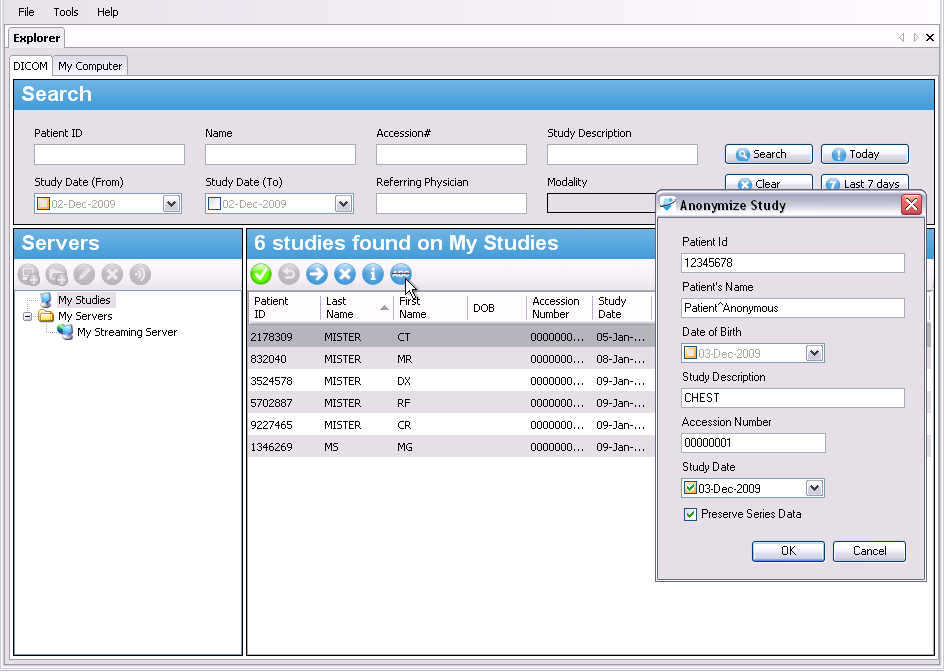 File Tools Help
Explorer
DICOM My Computer
Search
Patient ID Name Accession# Study Description
Search Today
Study Date (From) Study Date (To) Referring Physician Modality
Clear Last 7 days
02-Dec-2009 02-Dec-2009
Servers
My Studies
My Servers
My Streaming Server
6 studies found on My Studies
ABC
Patient ID Last Name First Name DOB Accession Number Study Date
2178309 MISTER CT 0000000... 05-Jan-...
832040 MISTER MR 0000000... 08-Jan-...
3524578 MISTER DX 0000000... 09-Jan-...
5702887 MISTER RF 0000000... 09-Jan-...
9227465 MISTER CR 0000000... 09-Jan-...
1346269 MS MG 0000000... 09-Jan-...
Anonymize Study
Patient Id
12345678
Patient's Name
Patient^Anonymous
Date of Birth
03-Dec-2009
Study Description
CHEST
Accession Number
00000001
Study Date
03-Dec-2009
Preserve Series Data
OK Cancel